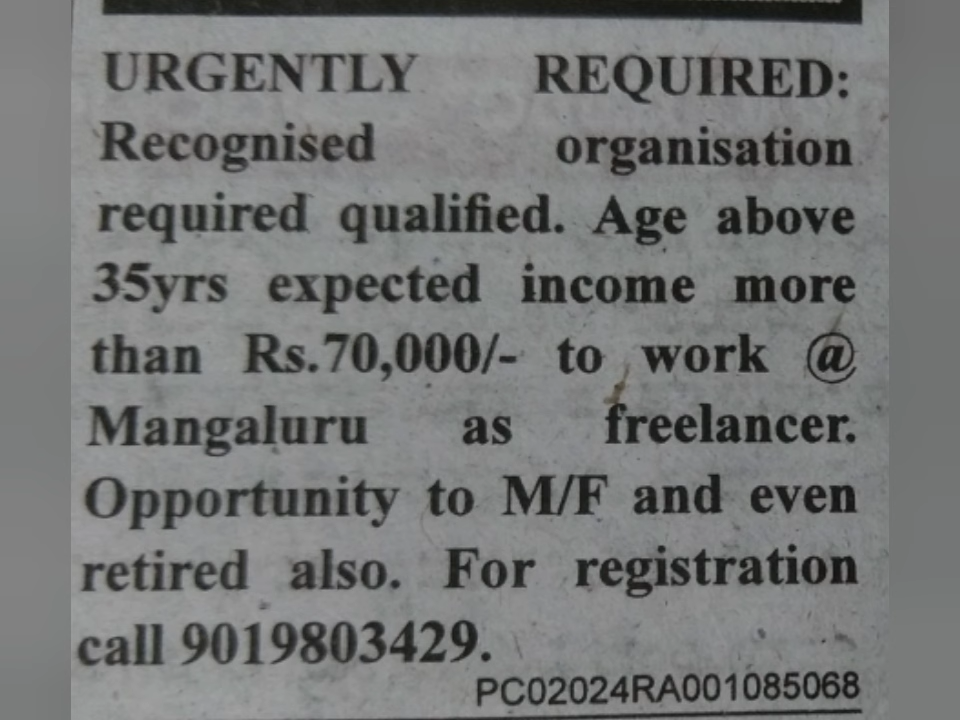 URGENTLY REQUIRED:
Recognised organisation
required qualified. Age above
35yrs expected income more
than Rs.70,000/- to work @
Mangaluru as freelancer.
Opportunity to M/F and even
retired also. For registration
call 9019803429.
PC02024RA001085068